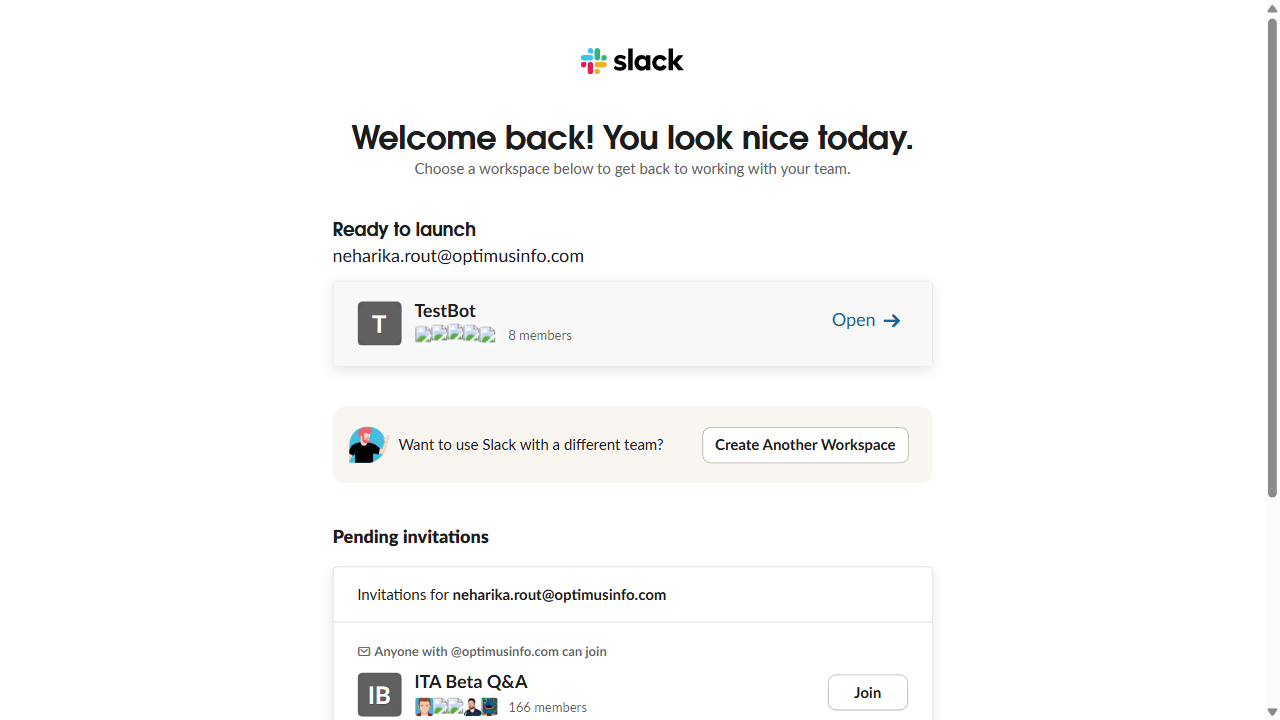 slack
Welcome back! You look nice today.
Choose a workspace below to get back to working with your team.
Ready to launch
neharika.rout@optimusinfo.com
T
TestBot
8 members
Open
Want to use Slack with a different team?
Create Another Workspace
Pending invitations
Invitations for neharika.rout@optimusinfo.com
Anyone with @optimusinfo.com can join
IB
ITA Beta Q&A
166 members
Join